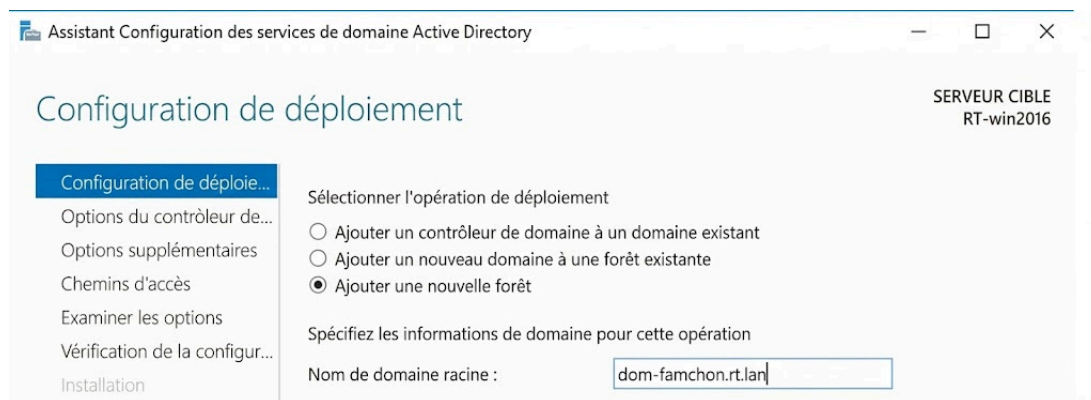 Assistant Configuration des services de domaine Active Directory
Configuration de déploiement
SERVEUR CIBLE
RT-win2016
Configuration de déploie...
Options du contrôleur de...
Options supplémentaires
Chemins d'accès
Examiner les options
Vérification de la configur...
Installation
Sélectionner l'opération de déploiement
Ajouter un contrôleur de domaine à un domaine existant
Ajouter un nouveau domaine à une forêt existante
Ajouter une nouvelle forêt
Spécifiez les informations de domaine pour cette opération
Nom de domaine racine : dom-famchon.rt.lan